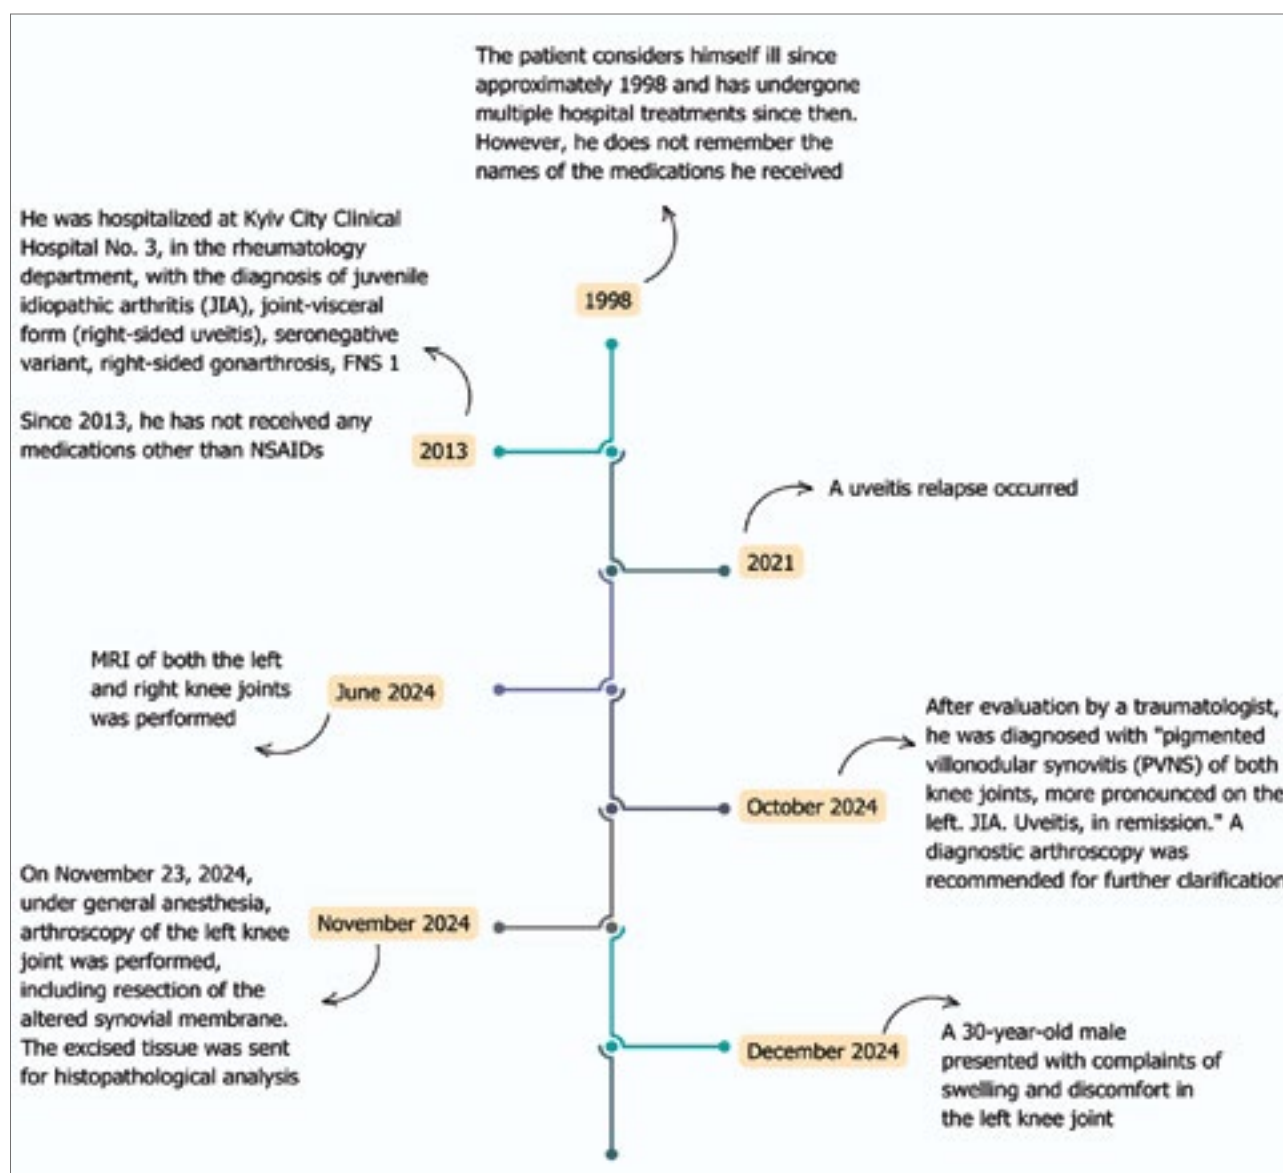 The patient considers himself ill since
approximately 1998 and has undergone
multiple hospital treatments since then.
However, he does not remember the
names of the medications he received
1998
He was hospitalized at Kyiv City Clinical
Hospital No. 3, in the rheumatology
department, with the diagnosis of juvenile
idiopathic arthritis (JIA), joint-visceral
form (right-sided uveitis), seronegative
variant, right-sided gonarthrosis, FNS 1
Since 2013, he has not received any
medications other than NSAIDs
2013
A uveitis relapse occurred
2021
MRI of both the left
and right knee joints
was performed
June 2024
After evaluation by a traumatologist,
he was diagnosed with "pigmented
villonodular synovitis (PVNS) of both
knee joints, more pronounced on the
left. JIA. Uveitis, in remission." A
diagnostic arthroscopy was
recommended for further clarification
October 2024
On November 23, 2024,
under general anesthesia,
arthroscopy of the left knee
joint was performed,
including resection of the
altered synovial membrane.
The excised tissue was sent
for histopathological analysis
November 2024
December 2024
A 30-year-old male
presented with complaints of
swelling and discomfort in
the left knee joint